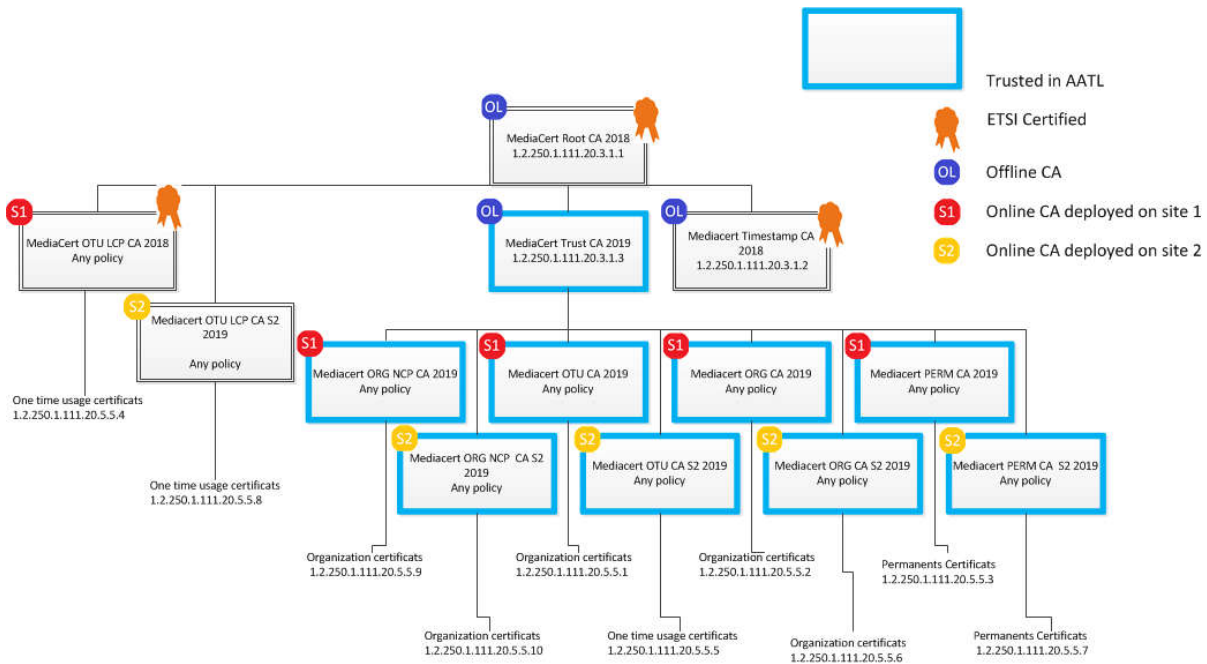 Trusted in AATL
ETSI Certified
OL
Offline CA
S1
Online CA deployed on site 1
S2
Online CA deployed on site 2
OL
MediaCert Root CA 2018
1.2.250.1.111.20.3.1.1
S1
MediaCert OTU LCP CA 2018
Any policy
OL
MediaCert Trust CA 2019
1.2.250.1.111.20.3.1.3
OL
Mediacert Timestamp CA
2018
1.2.250.1.111.20.3.1.2
S2
Mediacert OTU LCP CA S2
2019
Any policy
S1
Mediacert ORG NCP CA 2019
Any policy
S1
Mediacert OTU CA 2019
Any policy
S1
Mediacert ORG CA 2019
Any policy
S1
Mediacert PERM CA 2019
Any policy
One time usage certificats
1.2.250.1.111.20.5.5.4
S2
Mediacert ORG NCP  CA S2
2019
Any policy
S2
Mediacert OTU CA S2 2019
Any policy
S2
Mediacert ORG CA S2 2019
Any policy
S2
Mediacert PERM CA  S2 2019
Any policy
One time usage certificats
1.2.250.1.111.20.5.5.8
Organization certificats
1.2.250.1.111.20.5.5.9
Organization certificats
1.2.250.1.111.20.5.5.1
Organization certificats
1.2.250.1.111.20.5.5.2
Permanents Certificats
1.2.250.1.111.20.5.5.3
Organization certificats
1.2.250.1.111.20.5.5.10
One time usage certificats
1.2.250.1.111.20.5.5.5
Organization certificats
1.2.250.1.111.20.5.5.6
Permanents Certificats
1.2.250.1.111.20.5.5.7